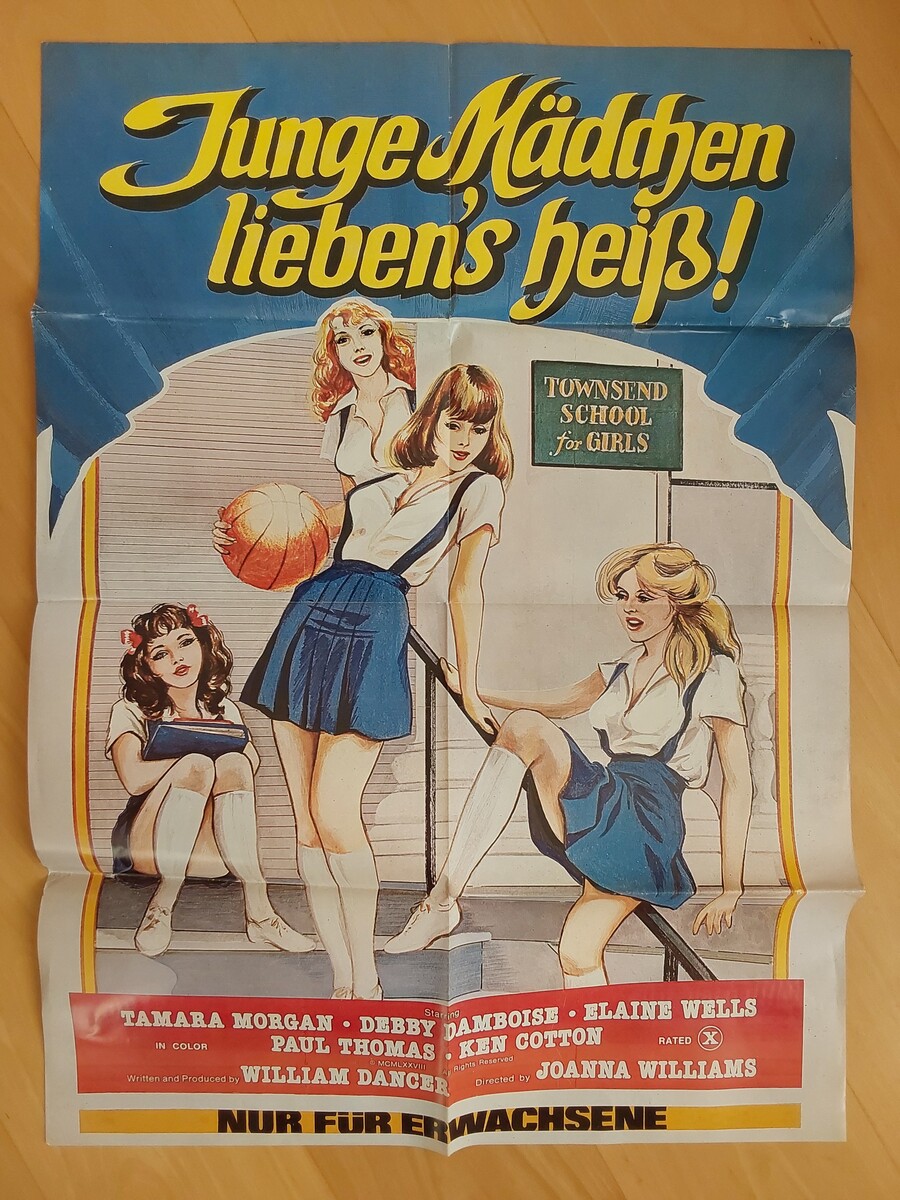 Junge Mädchen
lieben's heiß!
TOWNSEND
SCHOOL
for GIRLS
Starring
TAMARA MORGAN • DEBBY DAMBOISE • ELAINE WELLS
IN COLOR
PAUL THOMAS • KEN COTTON
RATED X
© MCMLXXVIII
Rights Reserved
Written and Produced by WILLIAM DANCER
Directed by JOANNA WILLIAMS
NUR FÜR ERWACHSENE